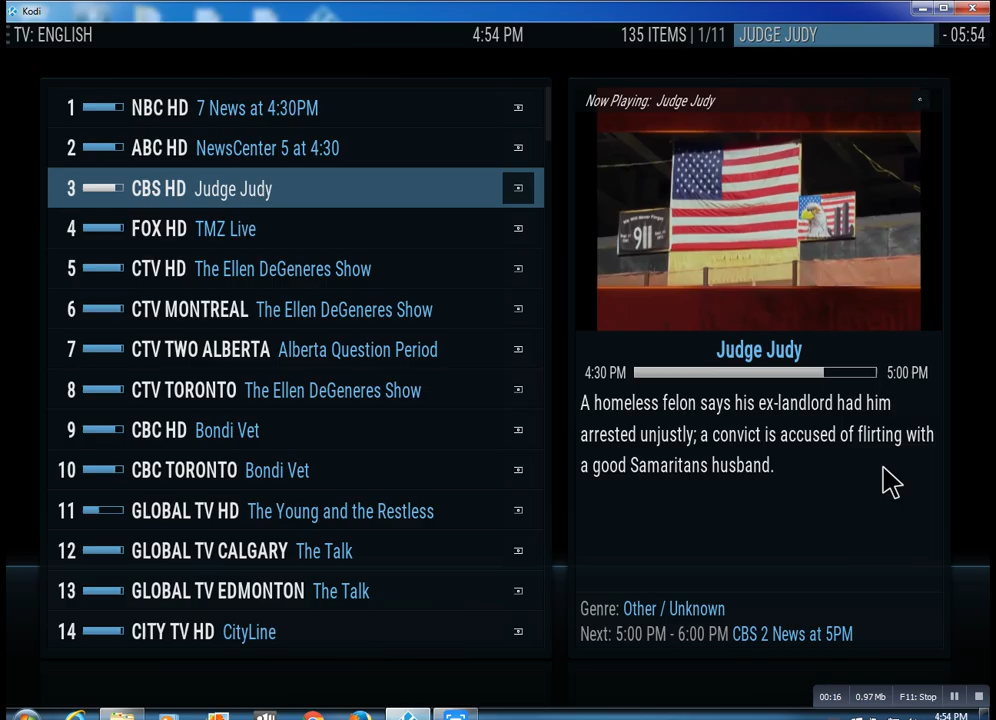 Kodi
TV: ENGLISH 4:54 PM 135 ITEMS | 1/11 JUDGE JUDY - 05:54
1 NBC HD 7 News at 4:30PM
2 ABC HD NewsCenter 5 at 4:30
3 CBS HD Judge Judy
4 FOX HD TMZ Live
5 CTV HD The Ellen DeGeneres Show
6 CTV MONTREAL The Ellen DeGeneres Show
7 CTV TWO ALBERTA Alberta Question Period
8 CTV TORONTO The Ellen DeGeneres Show
9 CBC HD Bondi Vet
10 CBC TORONTO Bondi Vet
11 GLOBAL TV HD The Young and the Restless
12 GLOBAL TV CALGARY The Talk
13 GLOBAL TV EDMONTON The Talk
14 CITY TV HD CityLine
Now Playing: Judge Judy
911
Judge Judy
4:30 PM 5:00 PM
A homeless felon says his ex-landlord had him
arrested unjustly; a convict is accused of flirting with
a good Samaritans husband.
Genre: Other / Unknown
Next: 5:00 PM - 6:00 PM CBS 2 News at 5PM
00:16 0.97 Mb F11: Stop
4:54 PM